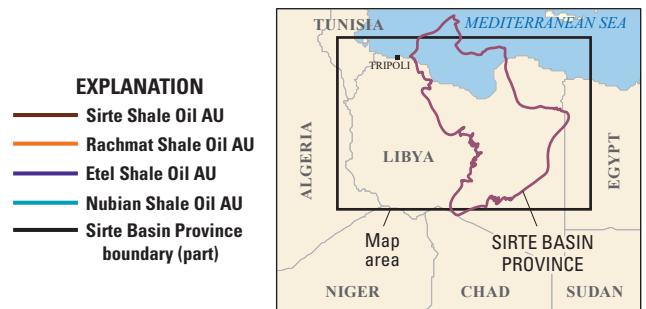 EXPLANATION
Sirte Shale Oil AU
Rachmat Shale Oil AU
Etel Shale Oil AU
Nubian Shale Oil AU
Sirte Basin Province
boundary (part)
TUNISIA
MEDITERRANEAN SEA
TRIPOLI
ALGERIA
LIBYA
EGYPT
Map
area
SIRTE BASIN
PROVINCE
NIGER
CHAD
SUDAN